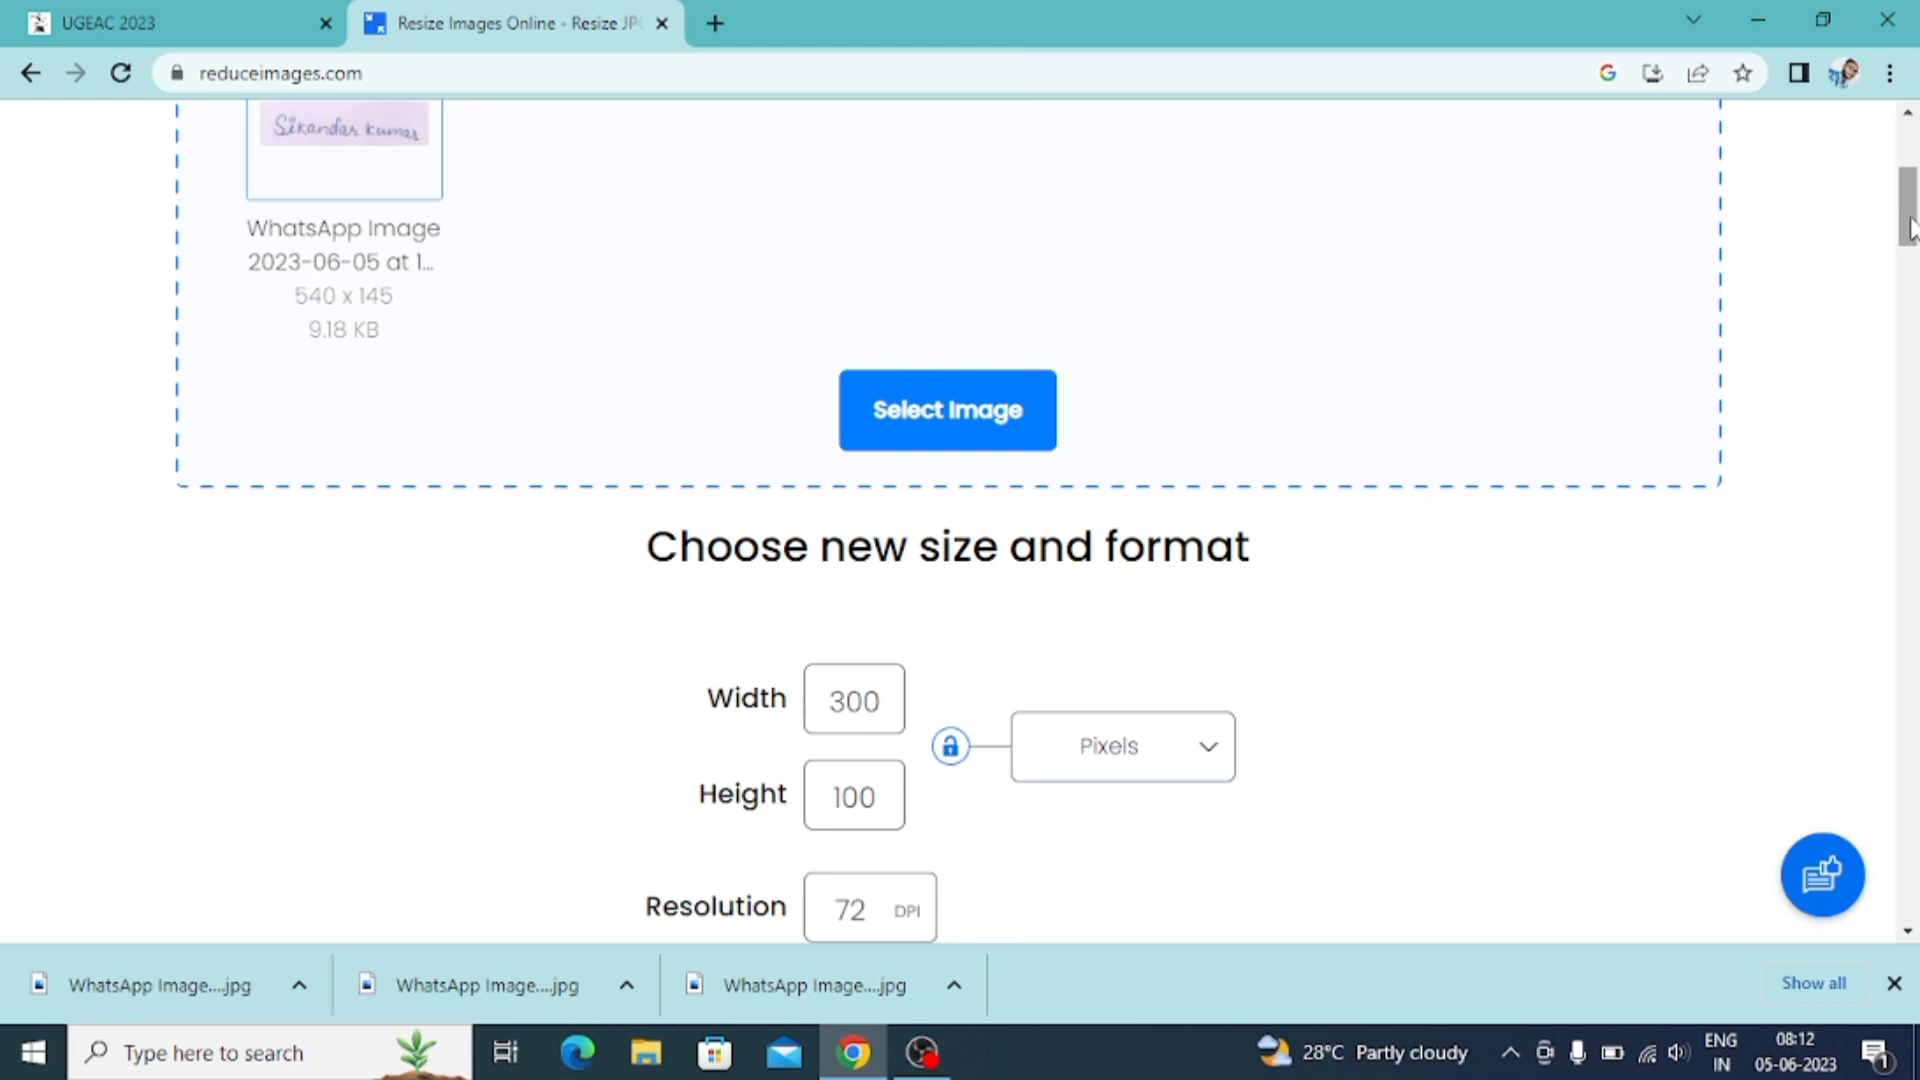 UGEAC 2023
Resize Images Online - Resize JP
reduceimages.com
Sikandar kumar
WhatsApp Image
2023-06-05 at 1...
540 x 145
9.18 KB
Select Image
Choose new size and format
Width 300
Pixels
Height 100
Resolution 72 DPI
WhatsApp Image....jpg
WhatsApp Image....jpg
WhatsApp Image....jpg
Show all
Type here to search
28°C Partly cloudy
ENG
IN
08:12
05-06-2023
1